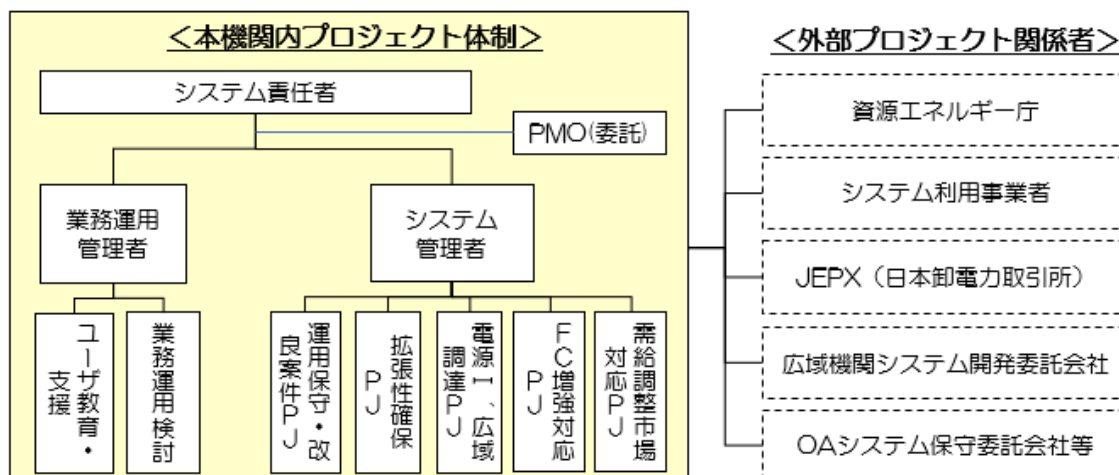 ＜本機関内プロジェクト体制＞
システム責任者
PMO(委託)
業務運用
管理者
システム
管理者
ユーザ教育・
支援
業務運用検討
運用保守・改
良案件PJ
拡張性確保
PJ
電源Ⅰ、広域
調達PJ
FC増強対応
PJ
需給調整市場
対応PJ
＜外部プロジェクト関係者＞
資源エネルギー庁
システム利用事業者
JEPX（日本卸電力取引所）
広域機関システム開発委託会社
OAシステム保守委託会社等